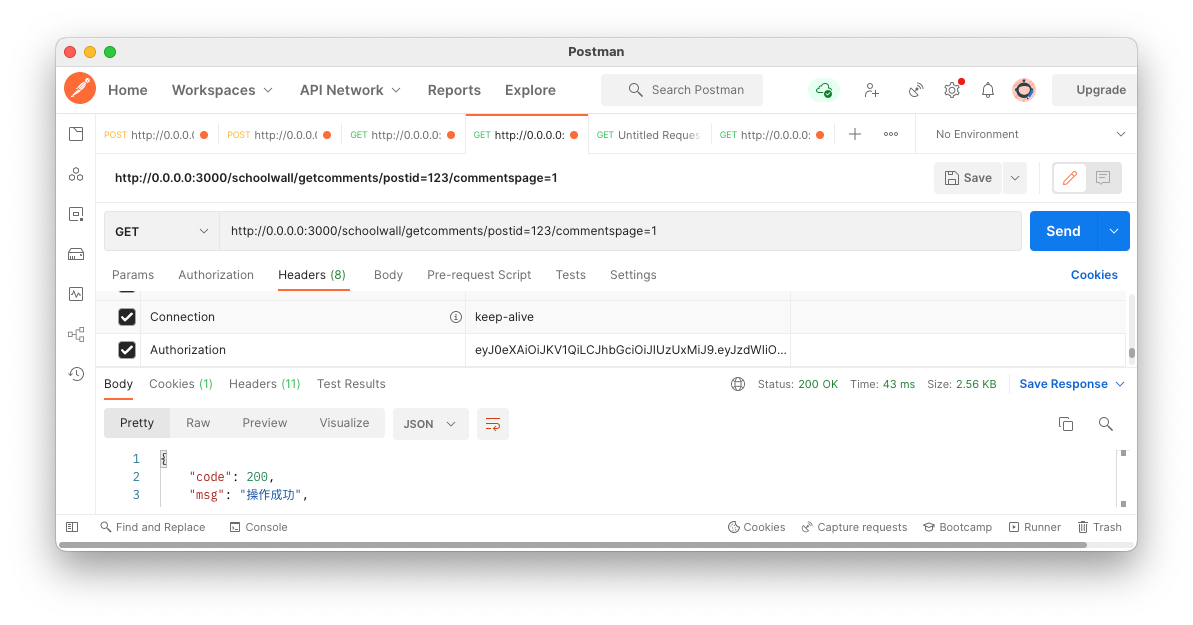 Postman
Home Workspaces API Network Reports Explore Search Postman Upgrade
POST http://0.0.0.( POST http://0.0.0.( GET http://0.0.0: GET http://0.0.0.0: GET Untitled Reques GET http://0.0.0.0: No Environment
http://0.0.0.0:3000/schoolwall/getcomments/postid=123/commentspage=1 Save
GET http://0.0.0.0:3000/schoolwall/getcomments/postid=123/commentspage=1 Send
Params Authorization Headers (8) Body Pre-request Script Tests Settings Cookies
Connection keep-alive
Authorization eyJ0eXAiOiJKV1QiLCJhbGciOiJIUzUxMiJ9.eyJzdWIiO...
Body Cookies (1) Headers (11) Test Results Status: 200 OK Time: 43 ms Size: 2.56 KB Save Response
Pretty Raw Preview Visualize JSON
1 {
2 "code": 200,
3 "msg": "操作成功",
Find and Replace Console Cookies Capture requests Bootcamp Runner Trash